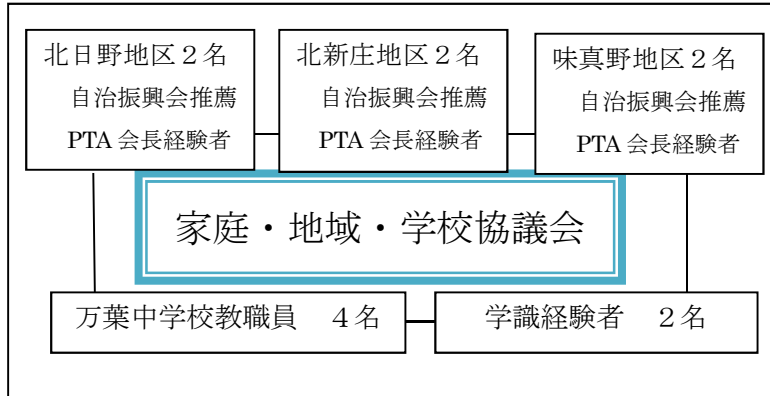 北日野地区２名
自治振興会推薦
PTA 会長経験者
北新庄地区２名
自治振興会推薦
PTA 会長経験者
味真野地区２名
自治振興会推薦
PTA 会長経験者
家庭・地域・学校協議会
万葉中学校教職員　４名
学識経験者　２名